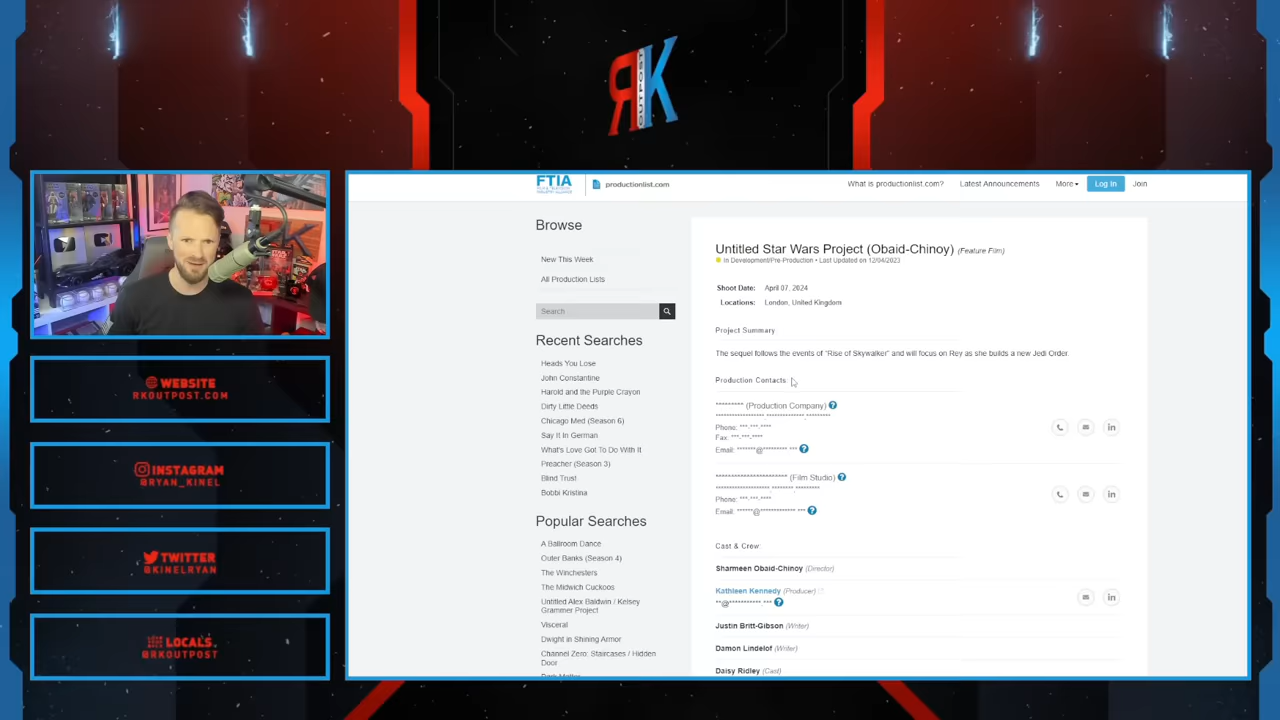 RK
OUTPOST
WEBSITE
RKOUTPOST.COM
INSTAGRAM
@RYAN_KINEL
TWITTER
@KINELRYAN
LOCALS
@RKOUTPOST
FTIA
productionlist.com
What is productionlist.com?
Latest Announcements
More
Log In
Join
Browse
New This Week
All Production Lists
Search
Recent Searches
Heads You Lose
John Constantine
Harold and the Purple Crayon
Dirty Little Deeds
Chicago Med (Season 6)
Say It In German
What's Love Got To Do With It
Preacher (Season 3)
Blind Trust
Bobbi Kristina
Popular Searches
A Ballroom Dance
Outer Banks (Season 4)
The Winchesters
The Midwich Cuckoos
Untitled Alex Baldwin / Kelsey
Grammer Project
Visceral
Dwight in Shining Armor
Channel Zero: Staircases / Hidden
Door
Untitled Star Wars Project (Obaid-Chinoy) (Feature Film)
In Development/Pre-Production • Last Updated on 12/04/2023
Shoot Date: April 07, 2024
Locations: London, United Kingdom
Project Summary
The sequel follows the events of "Rise of Skywalker" and will focus on Rey as she builds a new Jedi Order.
Production Contacts
********* (Production Company)
Phone: ***-***-****
Fax: ***-***-****
Email: *******@********* ***
********************** (Film Studio)
Phone: ***-***-****
Email: ******@************* ***
Cast & Crew:
Sharmeen Obaid-Chinoy (Director)
Kathleen Kennedy (Producer)
**@*********** ***
Justin Britt-Gibson (Writer)
Damon Lindelof (Writer)
Daisy Ridley (Cast)